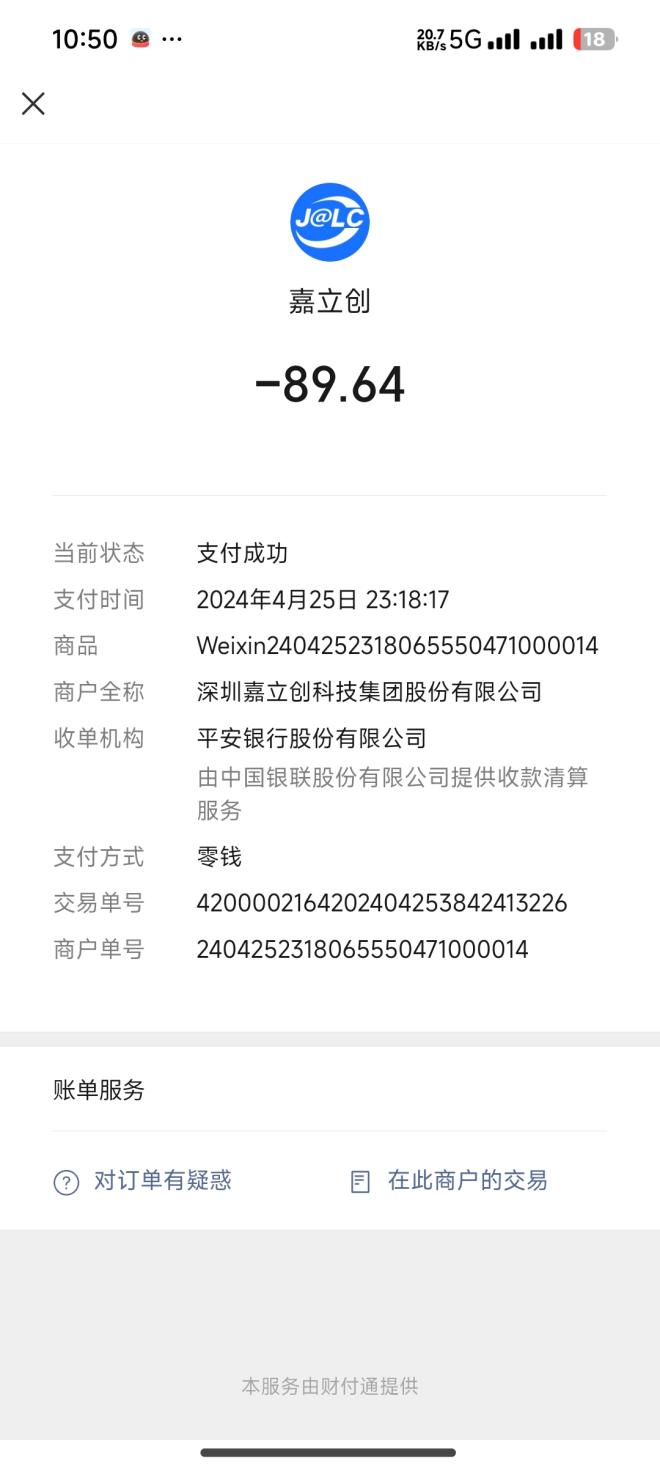 10:50 ... 20.7 KB/s 5G 18
J@LC
嘉立创
-89.64
当前状态 支付成功
支付时间 2024年4月25日 23:18:17
商品 Weixin2404252318065550471000014
商户全称 深圳嘉立创科技集团股份有限公司
收单机构 平安银行股份有限公司
由中国银联股份有限公司提供收款清算
服务
支付方式 零钱
交易单号 4200002164202404253842413226
商户单号 2404252318065550471000014
账单服务
对订单有疑惑 在此商户的交易
本服务由财付通提供